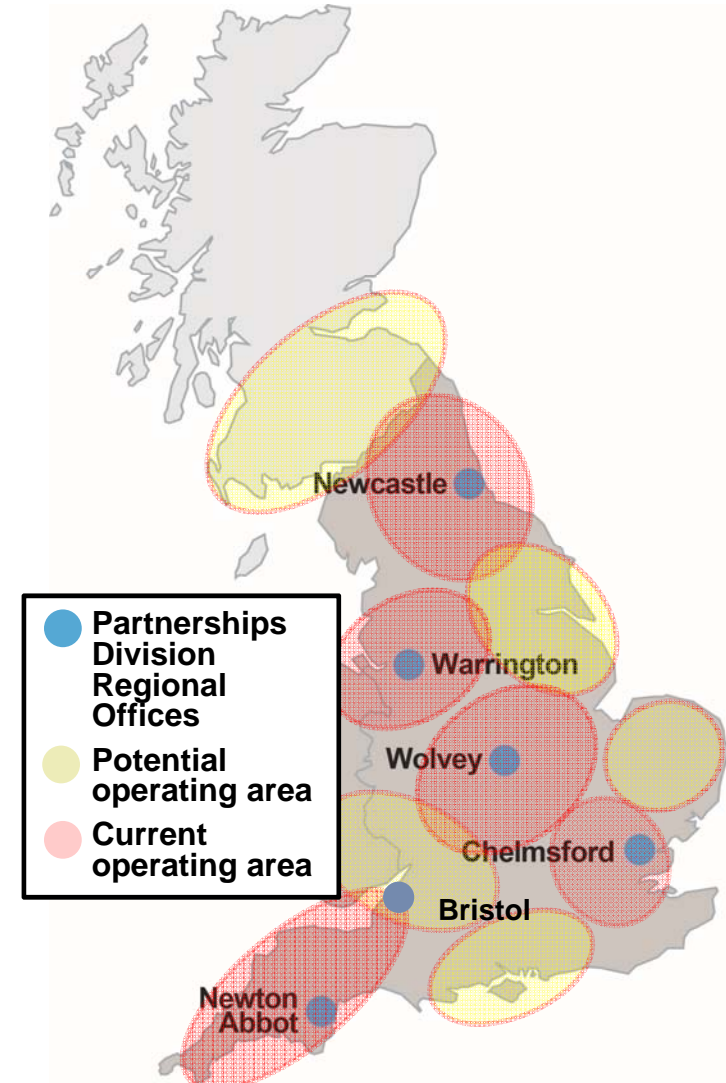 Newcastle
Partnerships
Division
Regional
Offices
Potential
operating area
Current
operating area
Warrington
Wolvey
Chelmsford
Bristol
Newton
Abbot